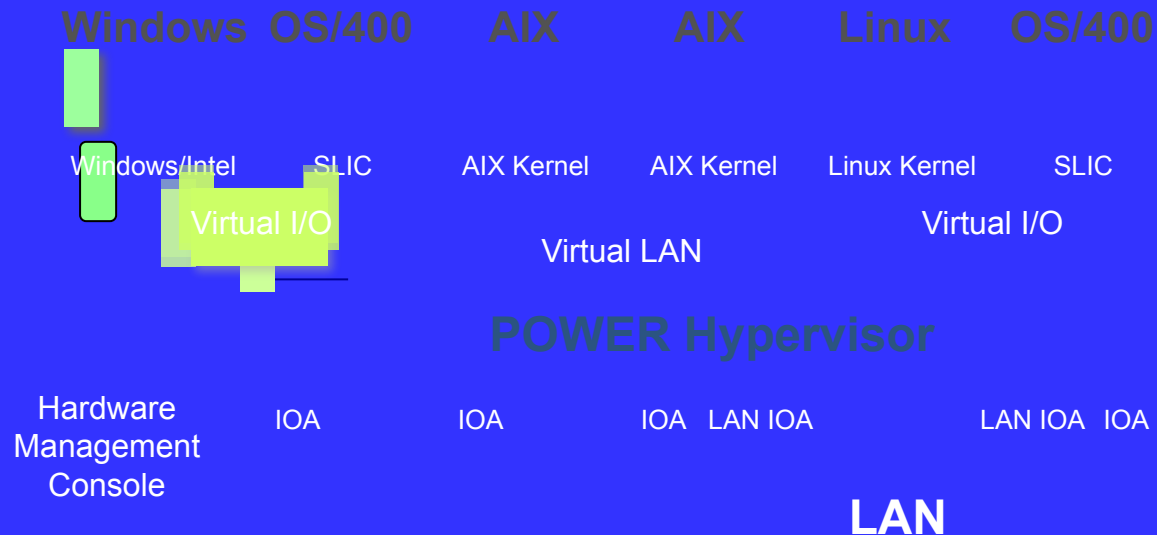 Windows OS/400 AIX AIX Linux OS/400
Windows/Intel SLIC AIX Kernel AIX Kernel Linux Kernel SLIC
Virtual I/O Virtual I/O
Virtual LAN
POWER Hypervisor
Hardware
Management
Console
IOA IOA IOA LAN IOA LAN IOA IOA
LAN